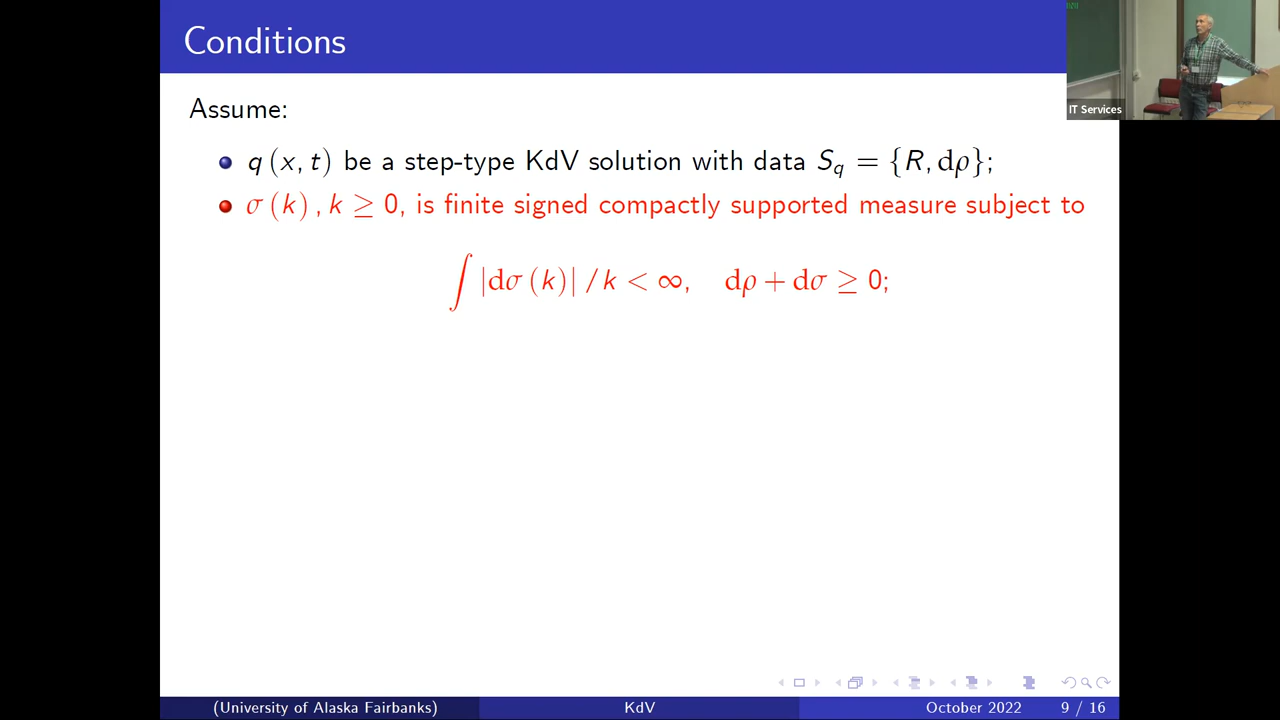 Conditions
IT Services
Assume:
q (x, t) be a step-type KdV solution with data S_q = {R, dρ};
σ (k) , k ≥ 0, is finite signed compactly supported measure subject to
∫ |dσ (k)| / k < ∞, dρ + dσ ≥ 0;
(University of Alaska Fairbanks) KdV October 2022 9 / 16